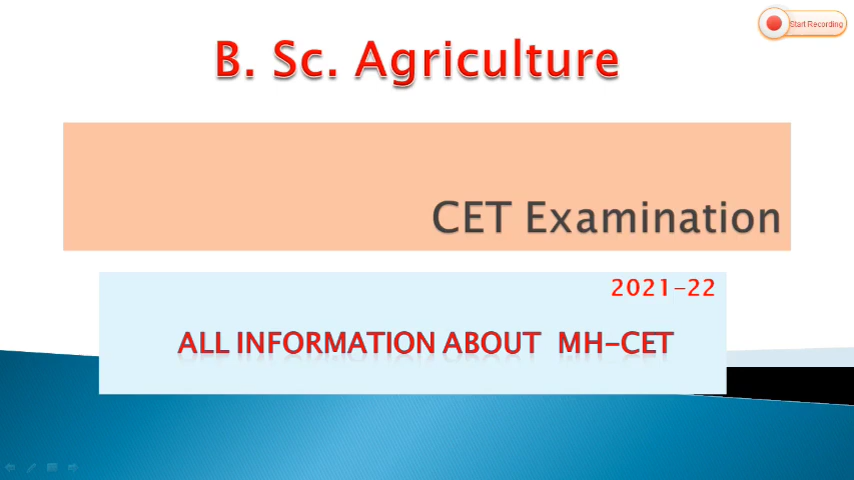 Start Recording
B. Sc. Agriculture
CET Examination
2021-22
ALL INFORMATION ABOUT MH-CET